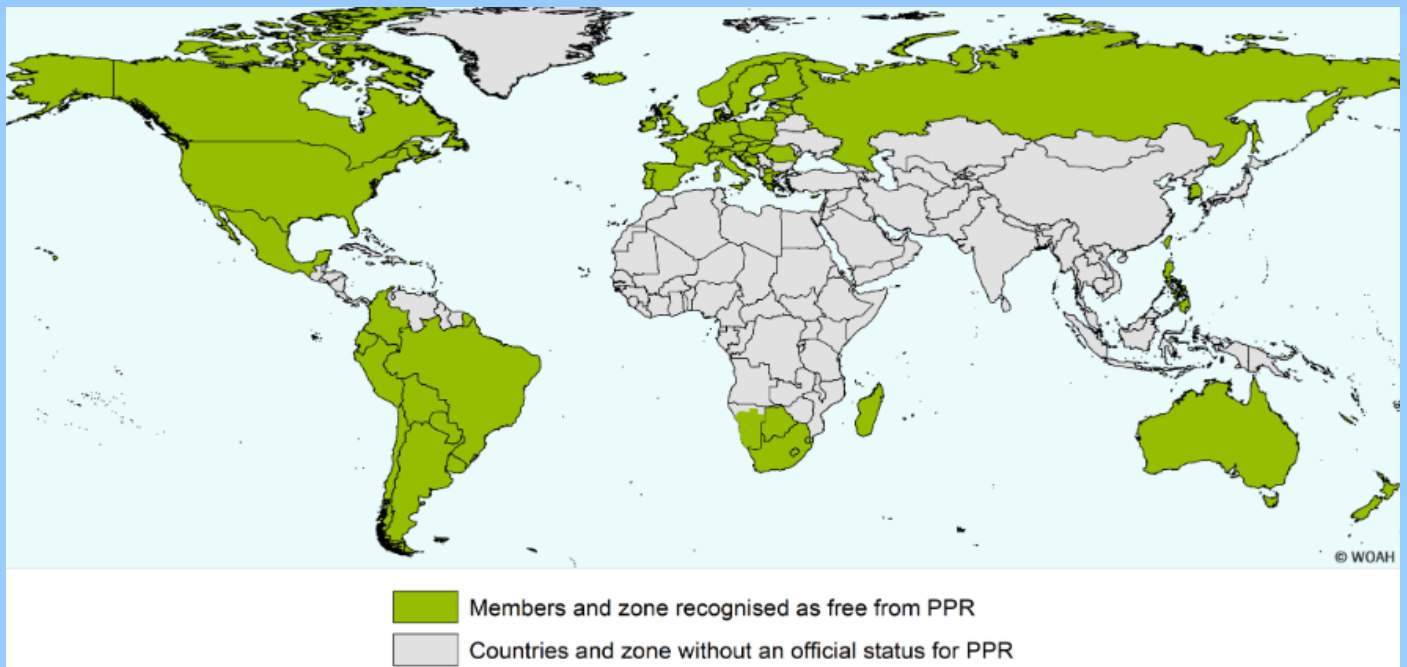 © WOAH
Members and zone recognised as free from PPR
Countries and zone without an official status for PPR